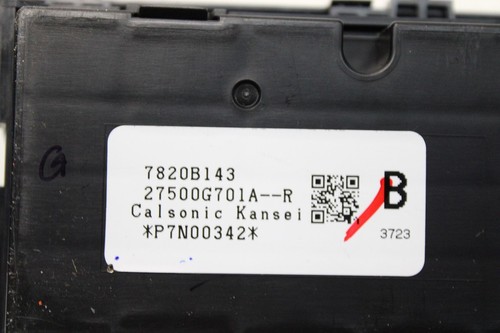 G
7820B143
27500G701A--R
Calsonic Kansei
*P7N00342*
B
3723